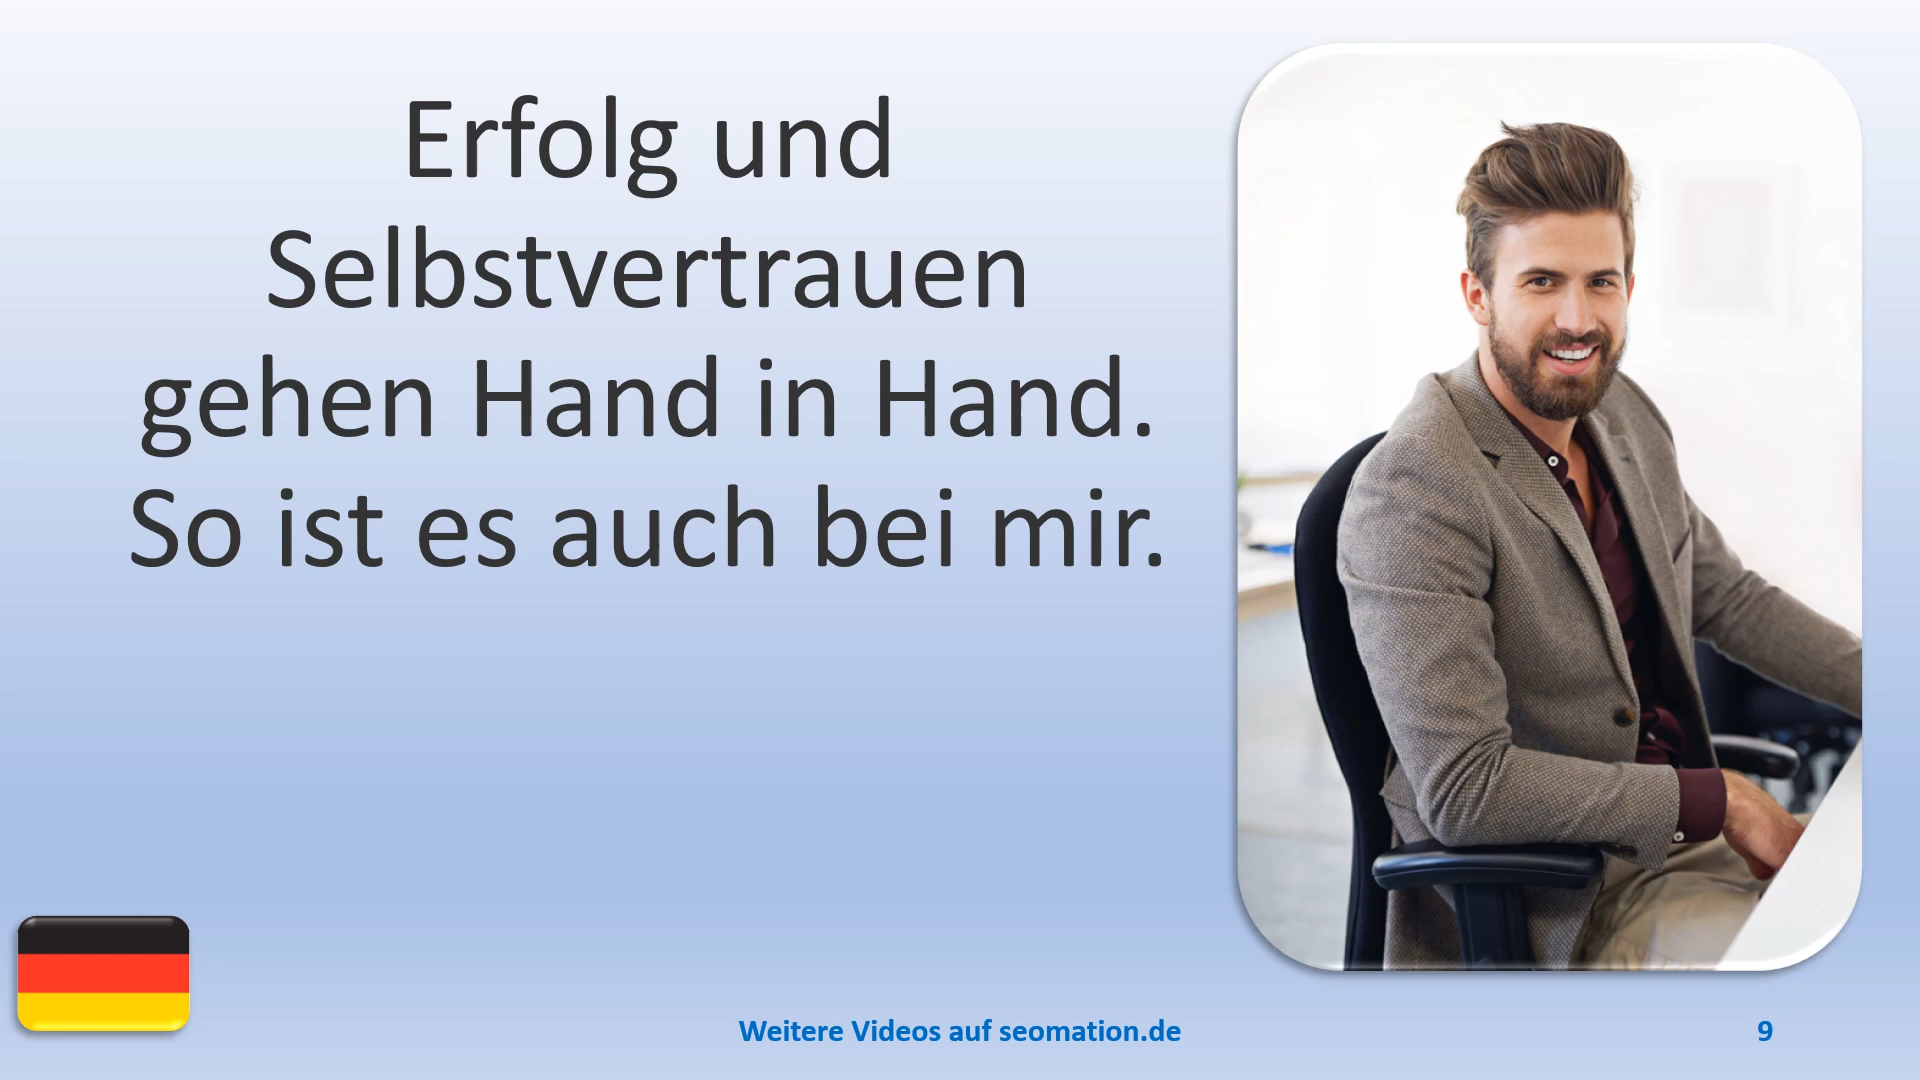 Erfolg und
Selbstvertrauen
gehen Hand in Hand.
So ist es auch bei mir.
Weitere Videos auf seomation.de
9